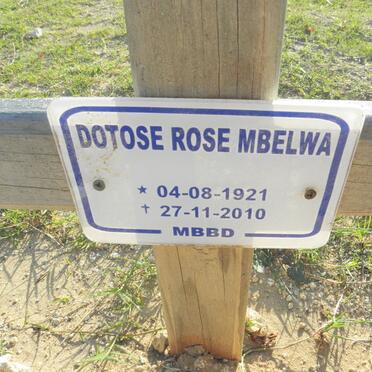 DOTOSE ROSE MBELWA
★ 04-08-1921
✝ 27-11-2010
MBBD